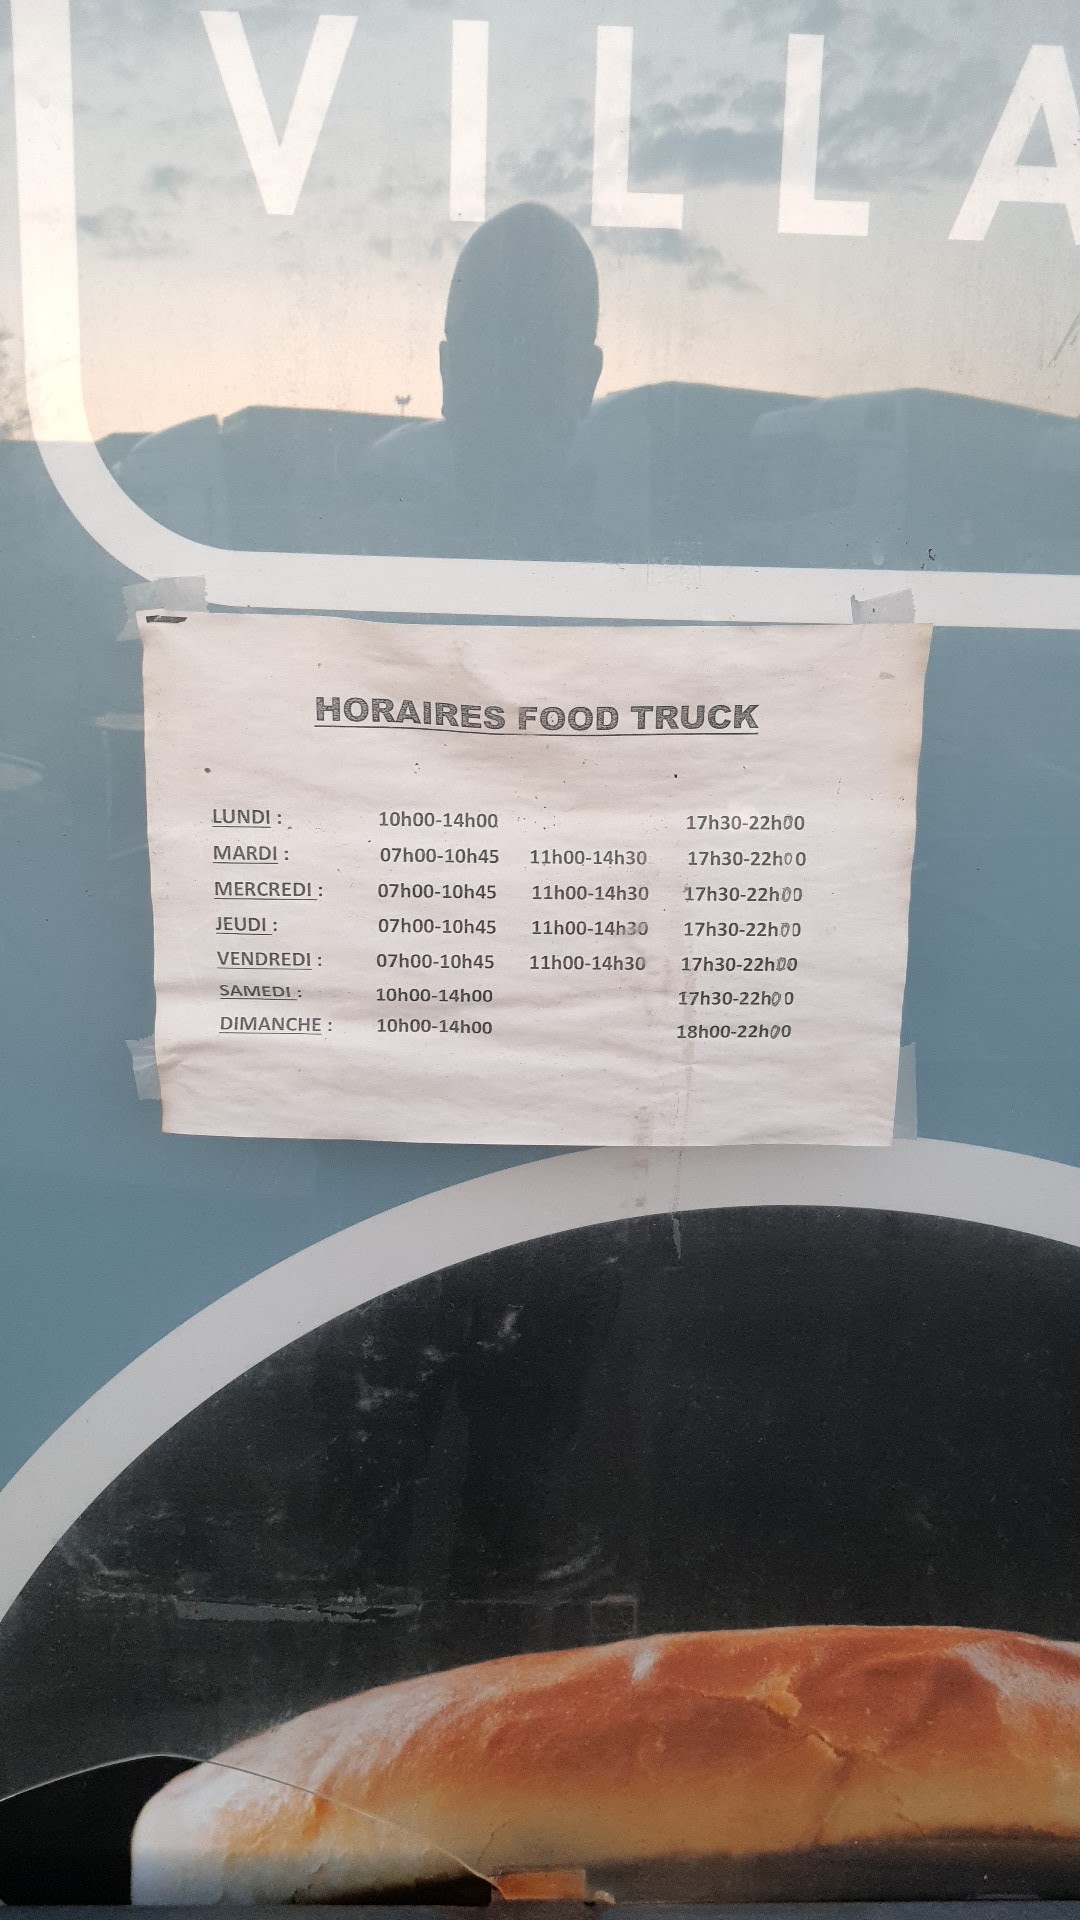 VILLA
HORAIRES FOOD TRUCK
LUNDI : 10h00-14h00 17h30-22h00
MARDI : 07h00-10h45 11h00-14h30 17h30-22h00
MERCREDI : 07h00-10h45 11h00-14h30 17h30-22h00
JEUDI : 07h00-10h45 11h00-14h30 17h30-22h00
VENDREDI : 07h00-10h45 11h00-14h30 17h30-22h00
SAMEDI : 10h00-14h00 17h30-22h00
DIMANCHE : 10h00-14h00 18h00-22h00